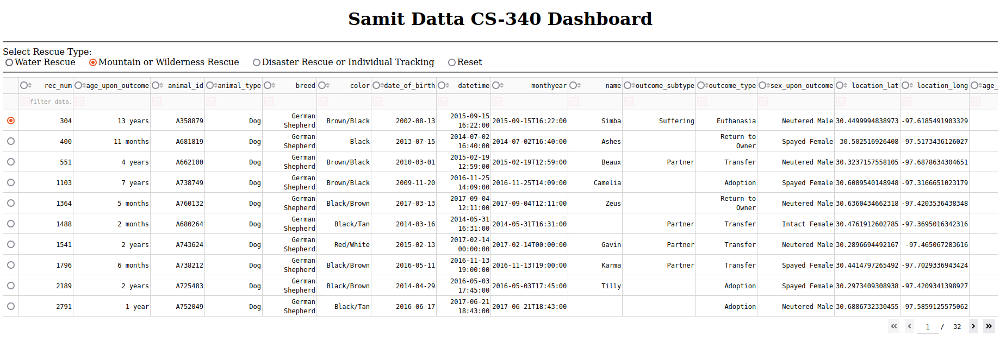 Samit Datta CS-340 Dashboard
Select Rescue Type:
Water Rescue Mountain or Wilderness Rescue Disaster Rescue or Individual Tracking Reset
rec_num age_upon_outcome animal_id animal_type breed color date_of_birth datetime monthyear name outcome_subtype outcome_type sex_upon_outcome location_lat location_long age_
Aa filter data. Aa Aa Aa Aa Aa Aa Aa Aa Aa Aa Aa Aa Aa Aa Aa
304 13 years A358879 Dog German Shepherd Brown/Black 2002-08-13 2015-09-15 16:22:00 2015-09-15T16:22:00 Simba Suffering Euthanasia Neutered Male 30.4499994838973 -97.6185491903329
400 11 months A681819 Dog German Shepherd Black 2013-07-15 2014-07-02 16:40:00 2014-07-02T16:40:00 Ashes Return to Owner Spayed Female 30.502516926408 -97.5173436126027
551 4 years A662100 Dog German Shepherd Brown/Black 2010-03-01 2015-02-19 12:59:00 2015-02-19T12:59:00 Beaux Partner Transfer Neutered Male 30.3237157558105 -97.6878634304651
1103 7 years A738749 Dog German Shepherd Brown/Black 2009-11-20 2016-11-25 14:09:00 2016-11-25T14:09:00 Camelia Adoption Spayed Female 30.6089540148948 -97.3166651023179
1364 5 months A760132 Dog German Shepherd Black/Brown 2017-03-13 2017-09-04 12:11:00 2017-09-04T12:11:00 Zeus Return to Owner Neutered Male 30.6360434662318 -97.4203536438348
1488 2 months A680264 Dog German Shepherd Black/Tan 2014-03-16 2014-05-31 16:31:00 2014-05-31T16:31:00 Partner Transfer Intact Female 30.4761912602785 -97.3695016342316
1541 2 years A743624 Dog German Shepherd Red/White 2015-02-13 2017-02-14 00:00:00 2017-02-14T00:00:00 Gavin Partner Transfer Neutered Male 30.2896694492167 -97.465067283616
1796 6 months A738212 Dog German Shepherd Black/Brown 2016-05-11 2016-11-13 19:00:00 2016-11-13T19:00:00 Karma Partner Transfer Spayed Female 30.4414797265492 -97.7029336943424
2189 2 years A725483 Dog German Shepherd Black/Brown 2014-04-29 2016-05-03 17:45:00 2016-05-03T17:45:00 Tilly Adoption Spayed Female 30.2973409308938 -97.4209341398927
2791 1 year A752049 Dog German Shepherd Black/Tan 2016-06-17 2017-06-21 18:43:00 2017-06-21T18:43:00 Adoption Neutered Male 30.6886732330455 -97.5859125575062
1 / 32